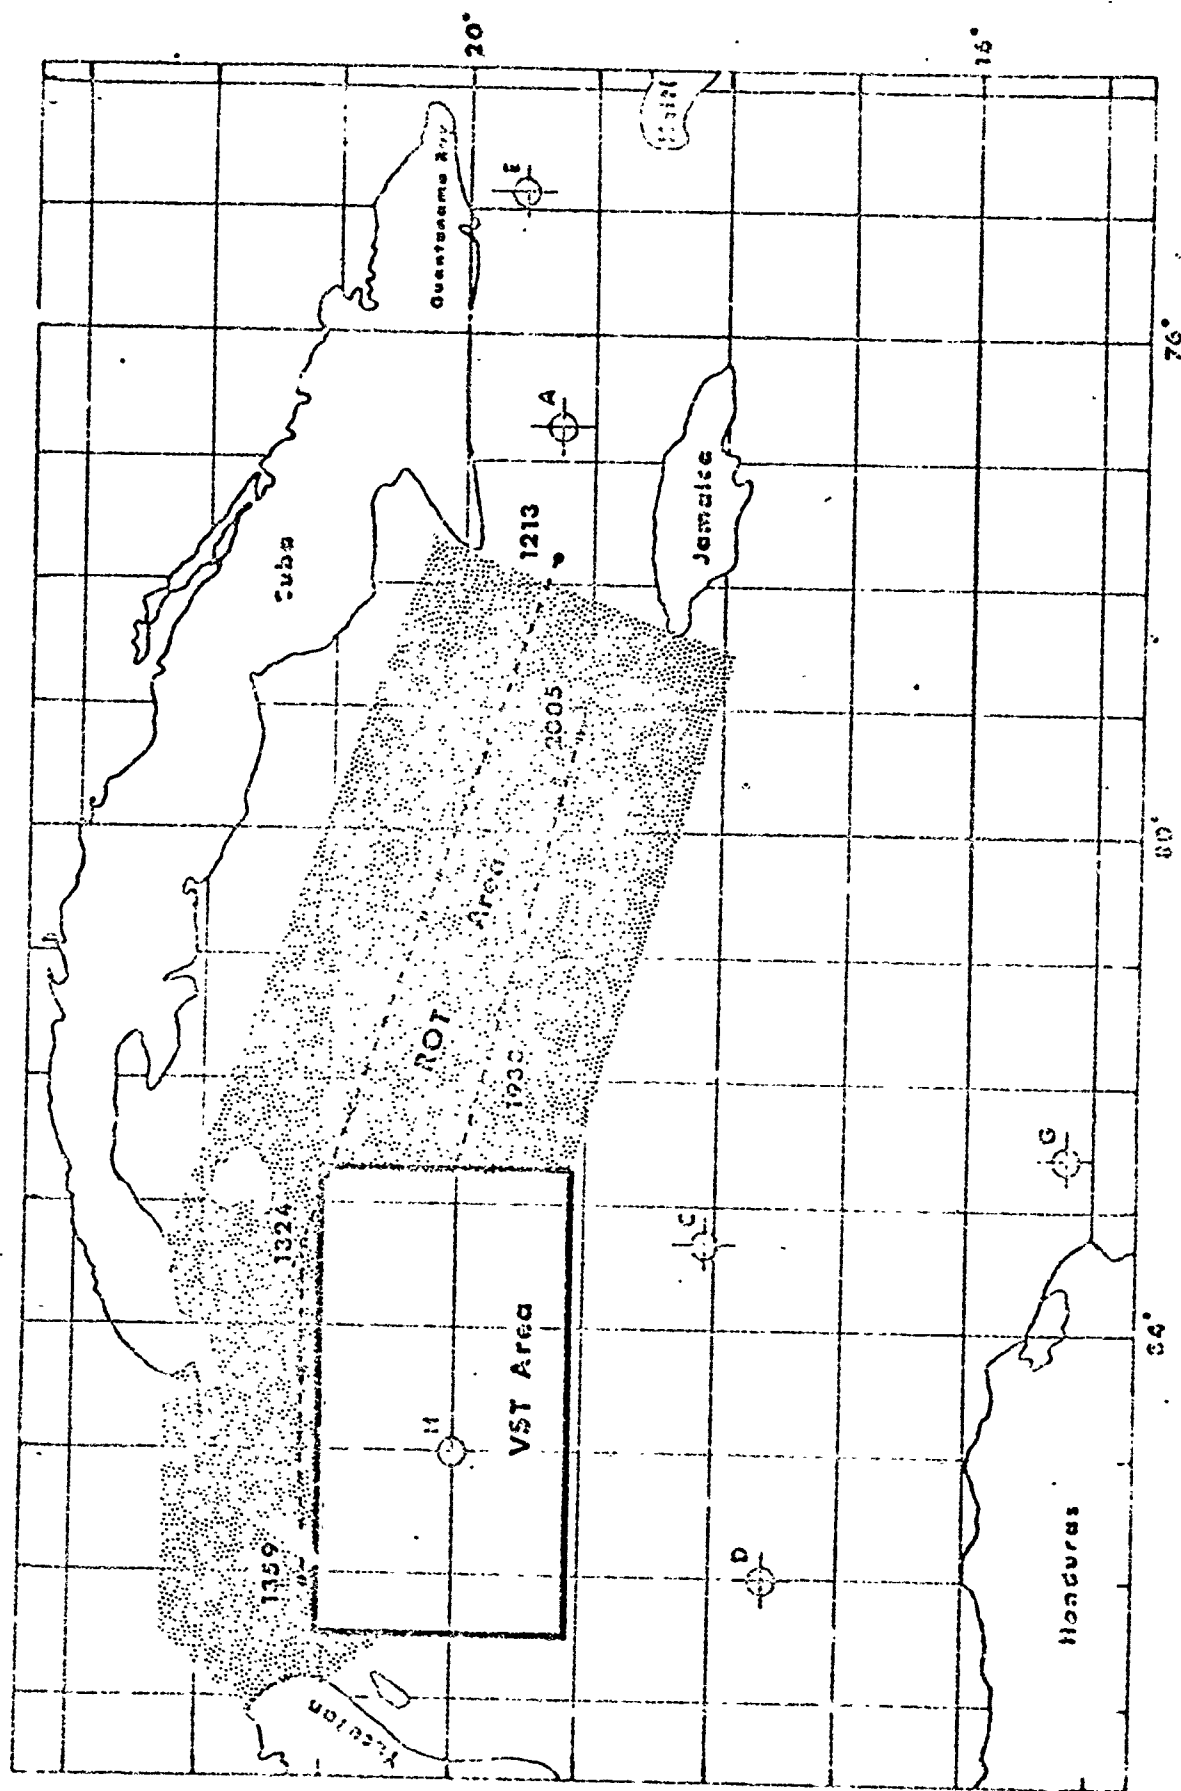 20°
16°
76°
80°
84°
Cuba
Guantanamo Bay
Haiti
E
A
Jamaica
1213
2005
ROT Area
1930
1324
1359
H
VST Area
C
G
D
Yucatan
Honduras